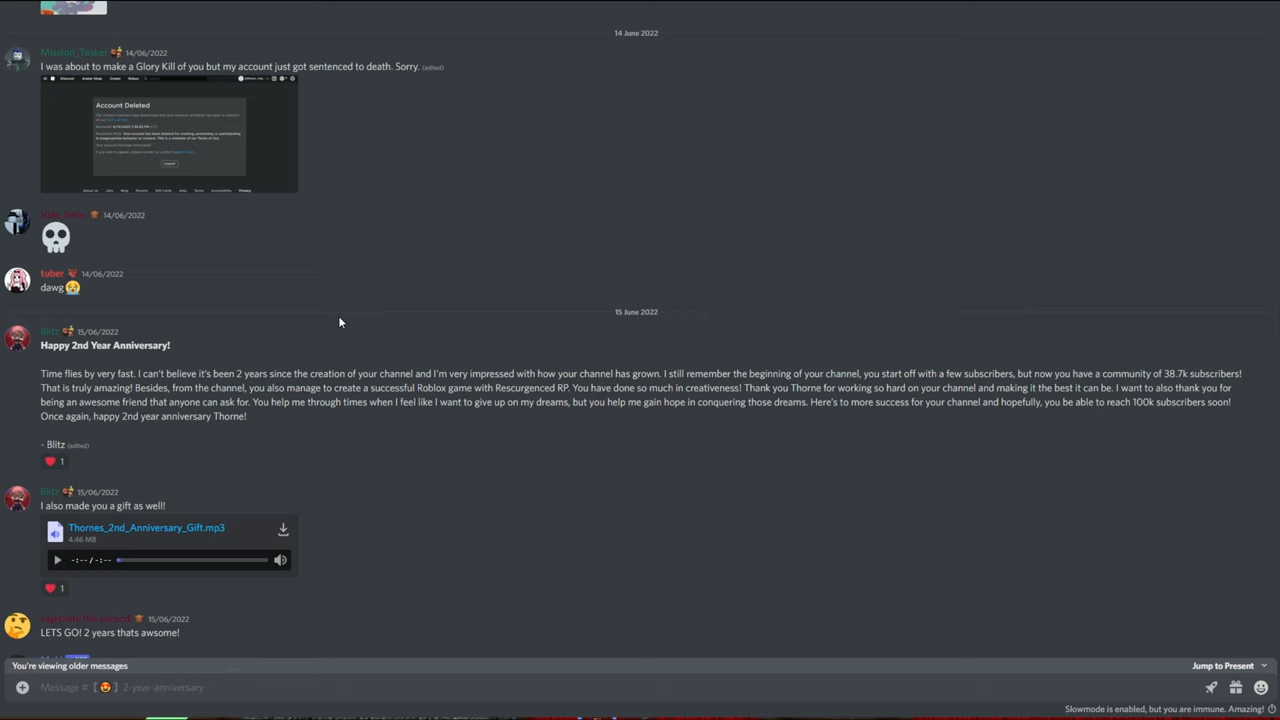 14 June 2022
Mission_Tasker 14/06/2022
I was about to make a Glory Kill of you but my account just got sentenced to death. Sorry. (edited)
Account Deleted
14/06/2022
tuber 14/06/2022
dawg
15 June 2022
Blitz 15/06/2022
Happy 2nd Year Anniversary!
Time flies by very fast. I can't believe it's been 2 years since the creation of your channel and I'm very impressed with how your channel has grown. I still remember the beginning of your channel, you start off with a few subscribers, but now you have a community of 38.7k subscribers!
That is truly amazing! Besides, from the channel, you also manage to create a successful Roblox game with Rescurgenced RP. You have done so much in creativeness! Thank you Thorne for working so hard on your channel and making it the best it can be. I want to also thank you for
being an awesome friend that anyone can ask for. You help me through times when I feel like I want to give up on my dreams, but you help me gain hope in conquering those dreams. Here's to more success for your channel and hopefully, you be able to reach 100k subscribers soon!
Once again, happy 2nd year anniversary Thorne!
- Blitz (edited)
1
Blitz 15/06/2022
I also made you a gift as well!
Thornes_2nd_Anniversary_Gift.mp3
4.46 MB
-:--/-:--
1
the second 15/06/2022
LETS GO! 2 years thats awsome!
You're viewing older messages
Jump to Present
Message # 【 】 2-year-anniversary
Slowmode is enabled, but you are immune. Amazing!